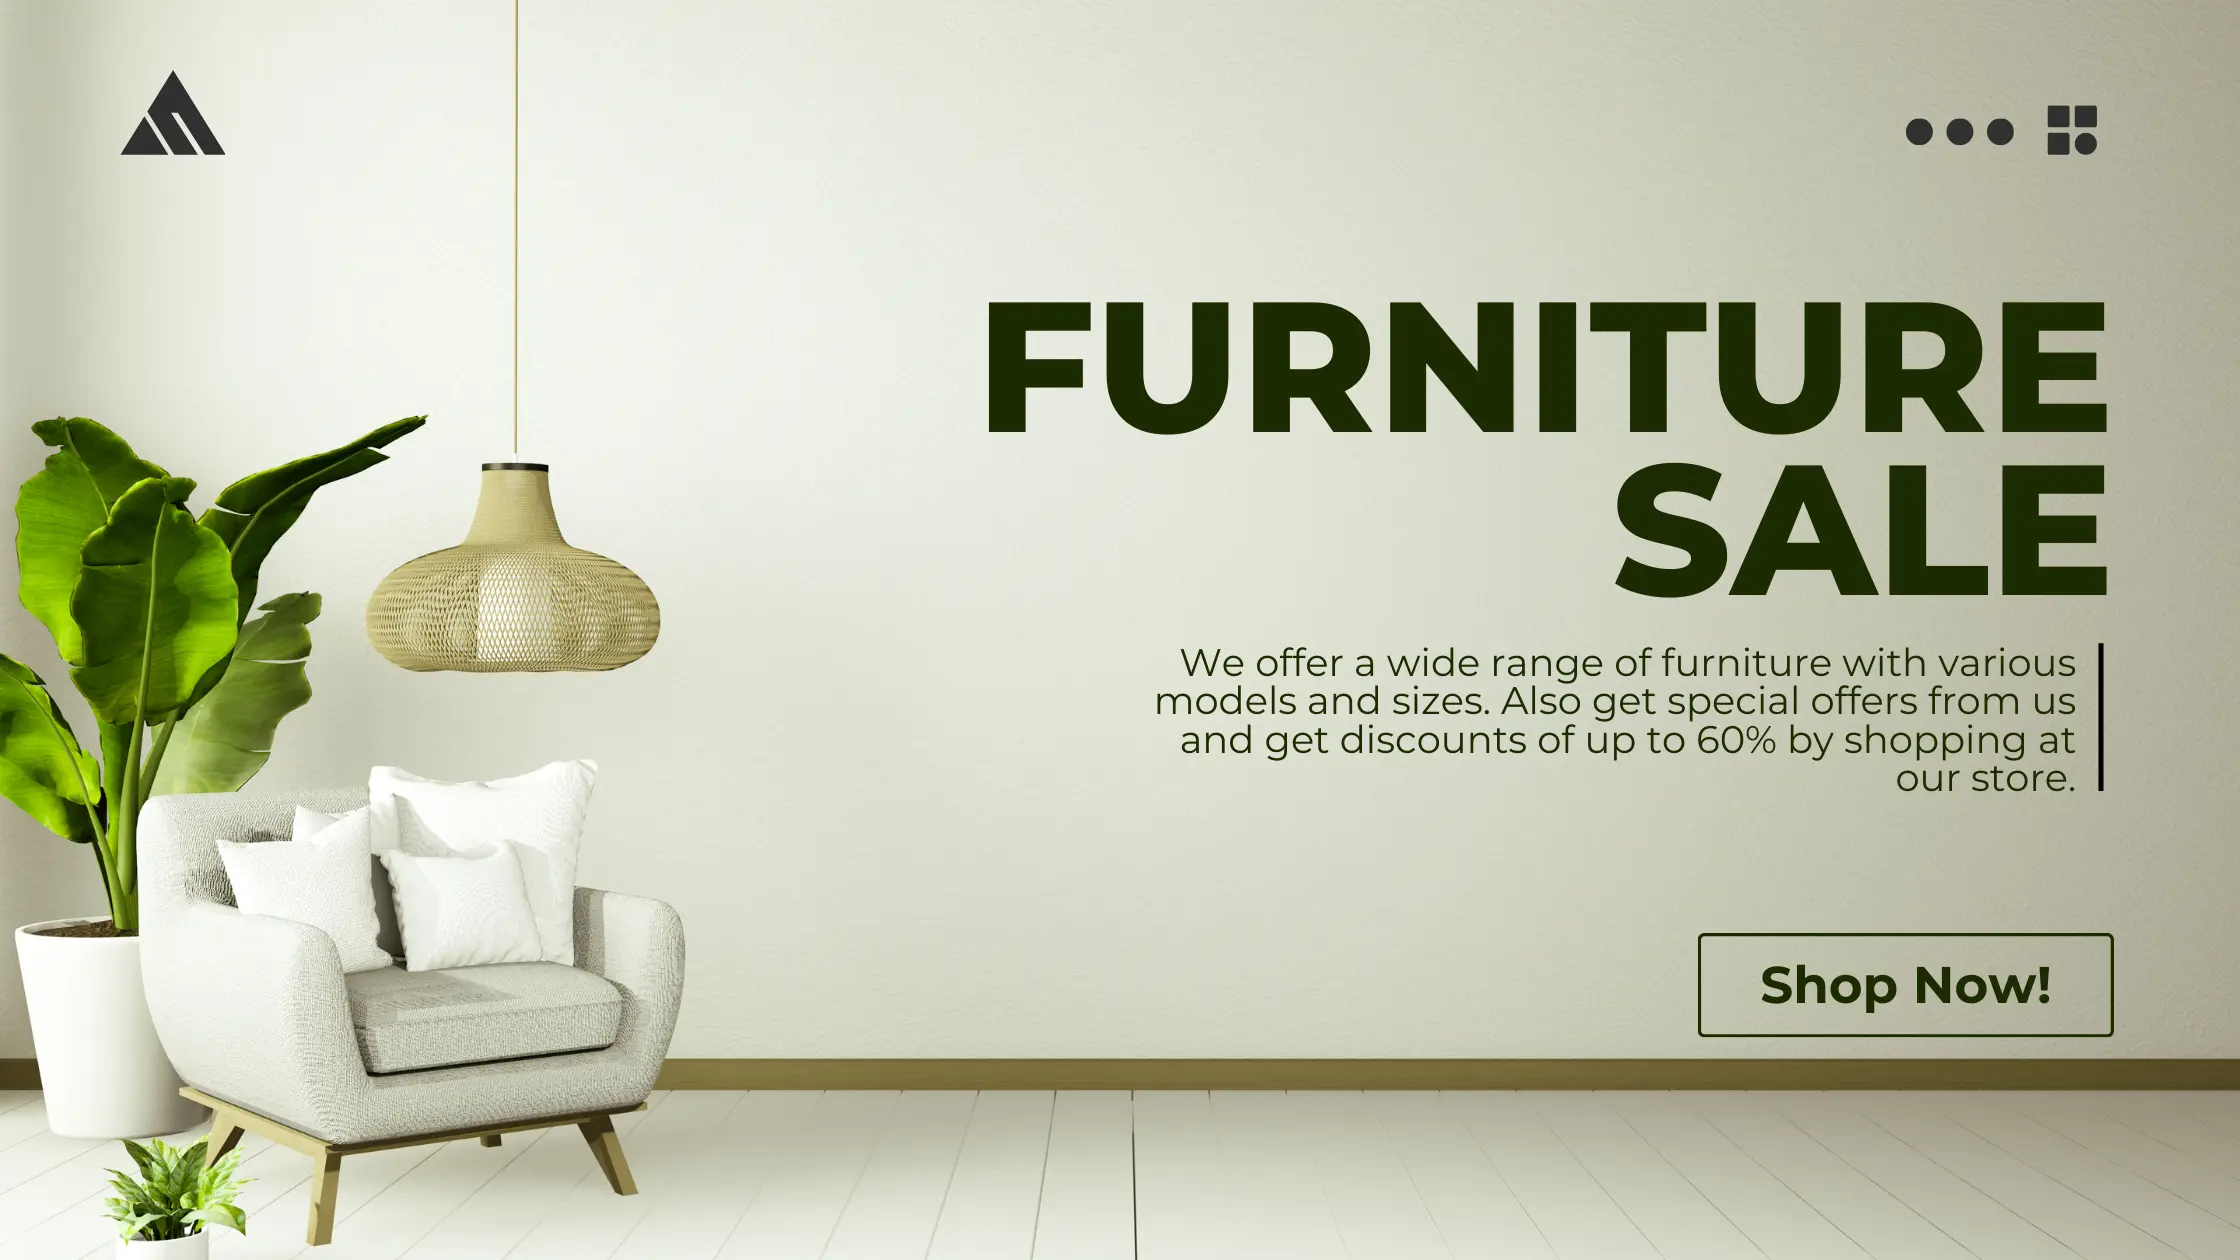 FURNITURE
SALE
We offer a wide range of furniture with various
models and sizes. Also get special offers from us
and get discounts of up to 60% by shopping at
our store.
Shop Now!